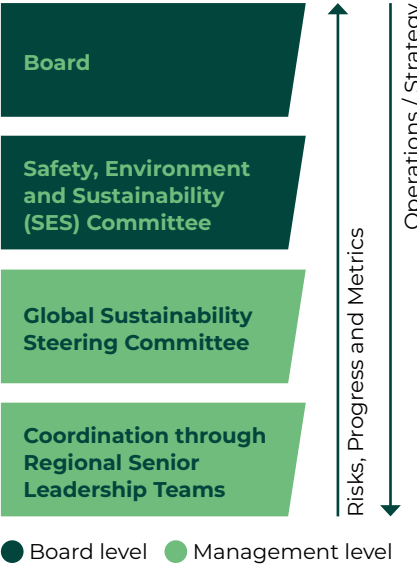 Board
Safety, Environment
and Sustainability
(SES) Committee
Global Sustainability
Steering Committee
Coordination through
Regional Senior
Leadership Teams
Risks, Progress and Metrics
Operations / Strategy
Board level
Management level